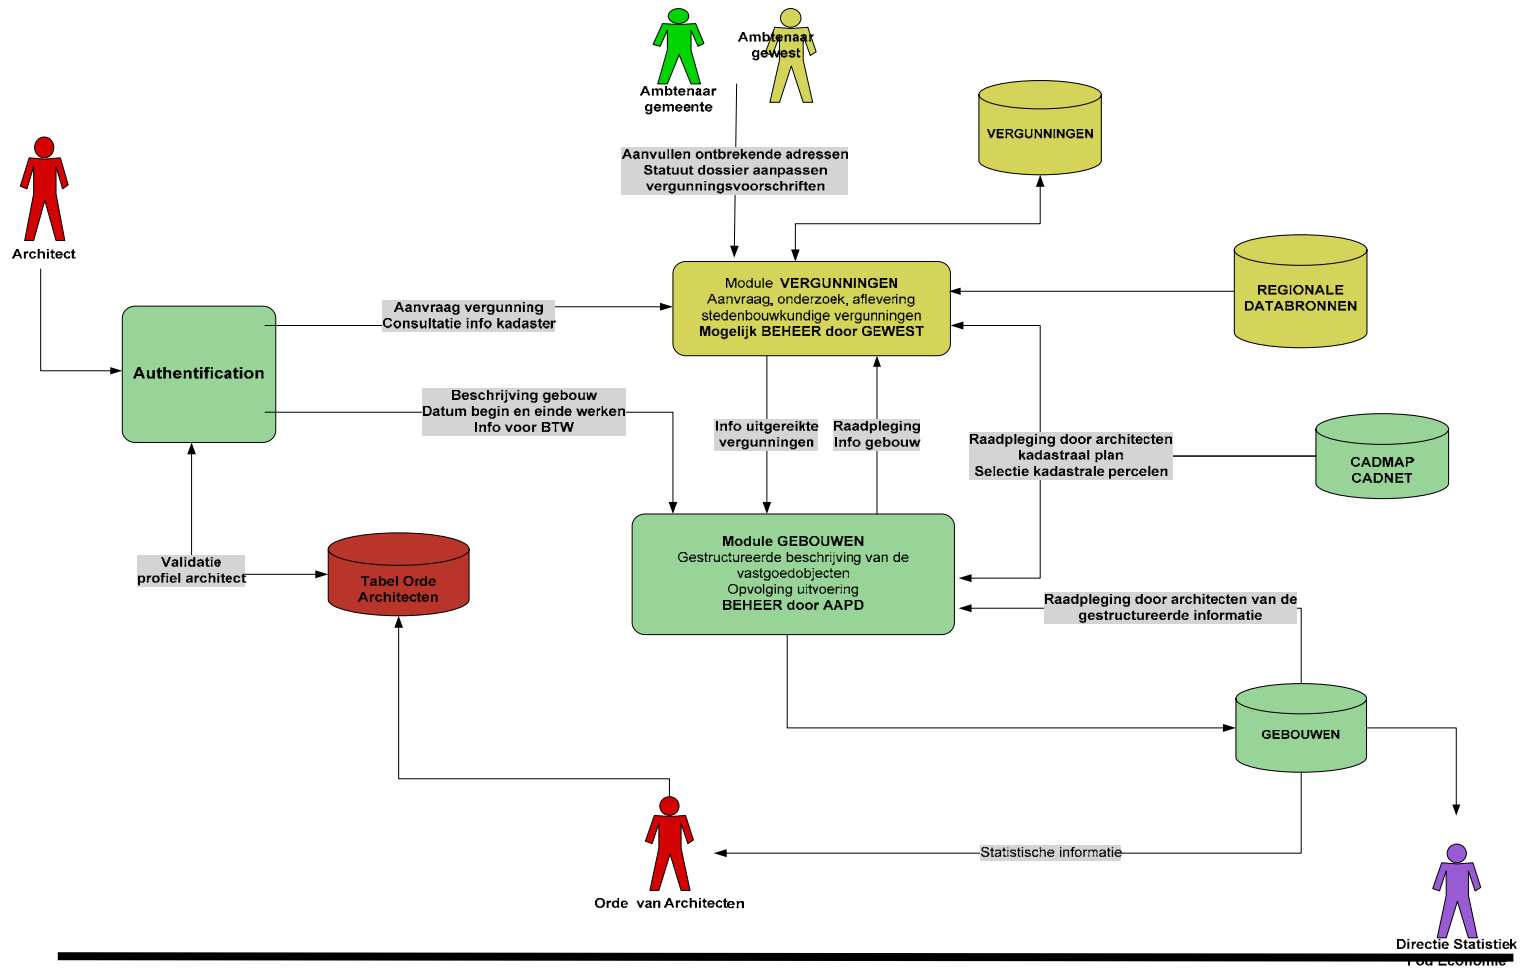 Ambtenaar
gewest
Ambtenaar
gemeente
VERGUNNINGEN
Aanvullen ontbrekende adressen
Statuut dossier aanpassen
vergunningsvoorschriften
Architect
Module VERGUNNINGEN
Aanvraag, onderzoek, aflevering
stedenbouwkundige vergunningen
Mogelijk BEHEER door GEWEST
REGIONALE
DATABRONNEN
Aanvraag vergunning
Consultatie info kadaster
Authentification
Beschrijving gebouw
Datum begin en einde werken
Info voor BTW
Info uitgereikte
vergunningen
Raadpleging
Info gebouw
Raadpleging door architecten
kadastraal plan
Selectie kadastrale percelen
CADMAP
CADNET
Module GEBOUWEN
Gestructureerde beschrijving van de
vastgoedobjecten
Opvolging uitvoering
BEHEER door AAPD
Validatie
profiel architect
Tabel Orde
Architecten
Raadpleging door architecten van de
gestructureerde informatie
GEBOUWEN
Statistische informatie
Orde van Architecten
Directie Statistiek
Fod Economie